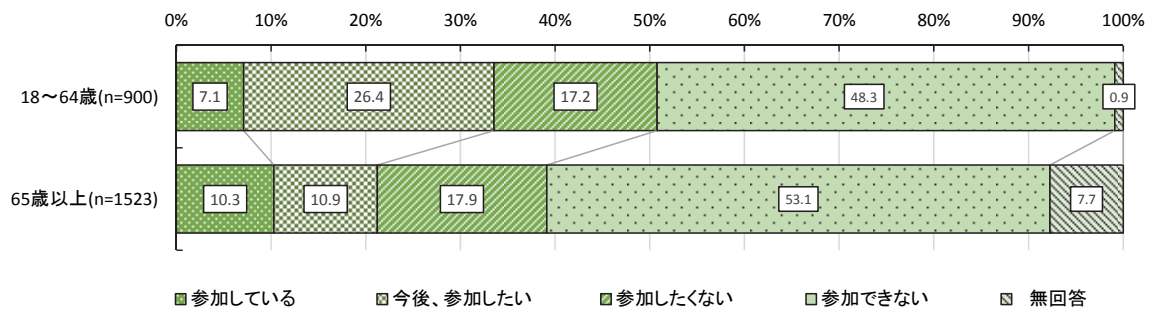 0% 10% 20% 30% 40% 50% 60% 70% 80% 90% 100%
18～64歳(n=900) 7.1 26.4 17.2 48.3 0.9
65歳以上(n=1523) 10.3 10.9 17.9 53.1 7.7
参加している 今後、参加したい 参加したくない 参加できない 無回答